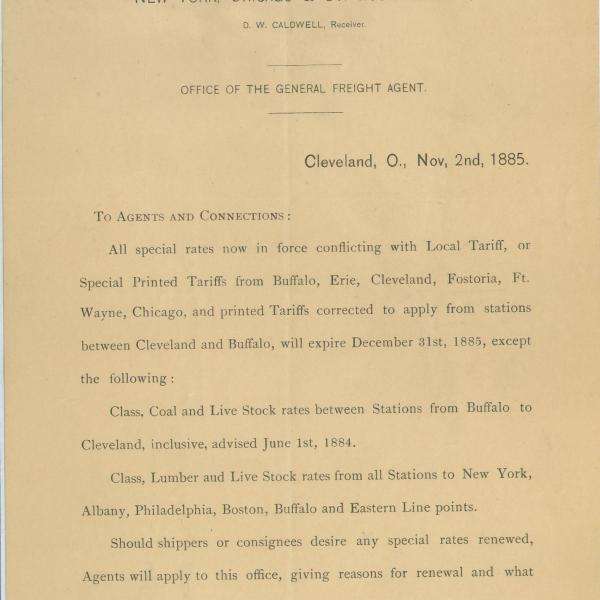 D. W. CALDWELL, Receiver.
OFFICE OF THE GENERAL FREIGHT AGENT.
Cleveland, O., Nov, 2nd, 1885.
TO AGENTS AND CONNECTIONS:
All special rates now in force conflicting with Local Tariff, or
Special Printed Tariffs from Buffalo, Erie, Cleveland, Fostoria, Ft.
Wayne, Chicago, and printed Tariffs corrected to apply from stations
between Cleveland and Buffalo, will expire December 31st, 1885, except
the following:
Class, Coal and Live Stock rates between Stations from Buffalo to
Cleveland, inclusive, advised June 1st, 1884.
Class, Lumber aud Live Stock rates from all Stations to New York,
Albany, Philadelphia, Boston, Buffalo and Eastern Line points.
Should shippers or consignees desire any special rates renewed,
Agents will apply to this office, giving reasons for renewal and what